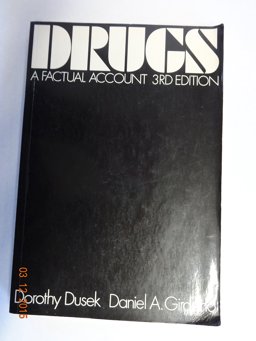 DRUGS
A FACTUAL ACCOUNT 3RD EDITION
Dorothy Dusek Daniel A.
03 12 2015